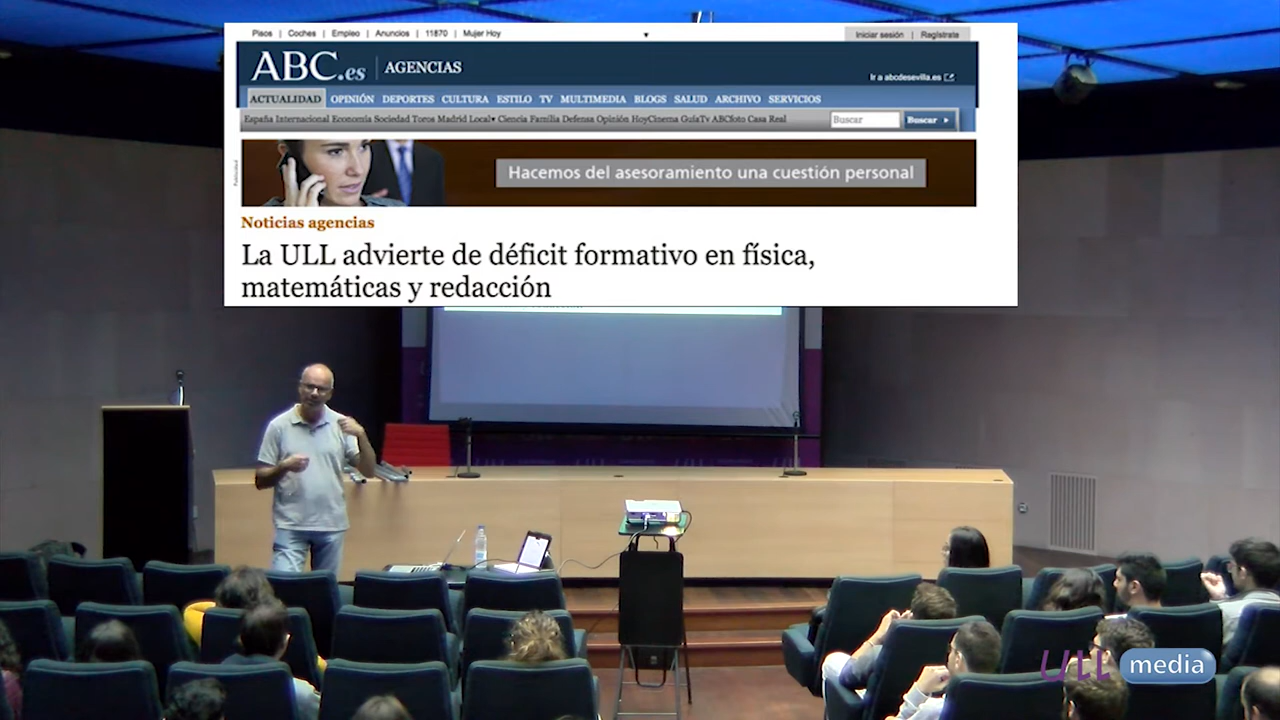 Pisos | Coches | Empleo | Anuncios | 11870 | Mujer Hoy
Iniciar sesión | Regístrate
ABC.es AGENCIAS
Ir a abcdesevilla.es
ACTUALIDAD OPINIÓN DEPORTES CULTURA ESTILO TV MULTIMEDIA BLOGS SALUD ARCHIVO SERVICIOS
España Internacional Economía Sociedad Toros Madrid Local Ciencia Familia Defensa Opinión HoyCinema GuíaTv ABCfoto Casa Real
Buscar Buscar
Publicidad
Hacemos del asesoramiento una cuestión personal
Noticias agencias
La ULL advierte de déficit formativo en física,
matemáticas y redacción
ull media